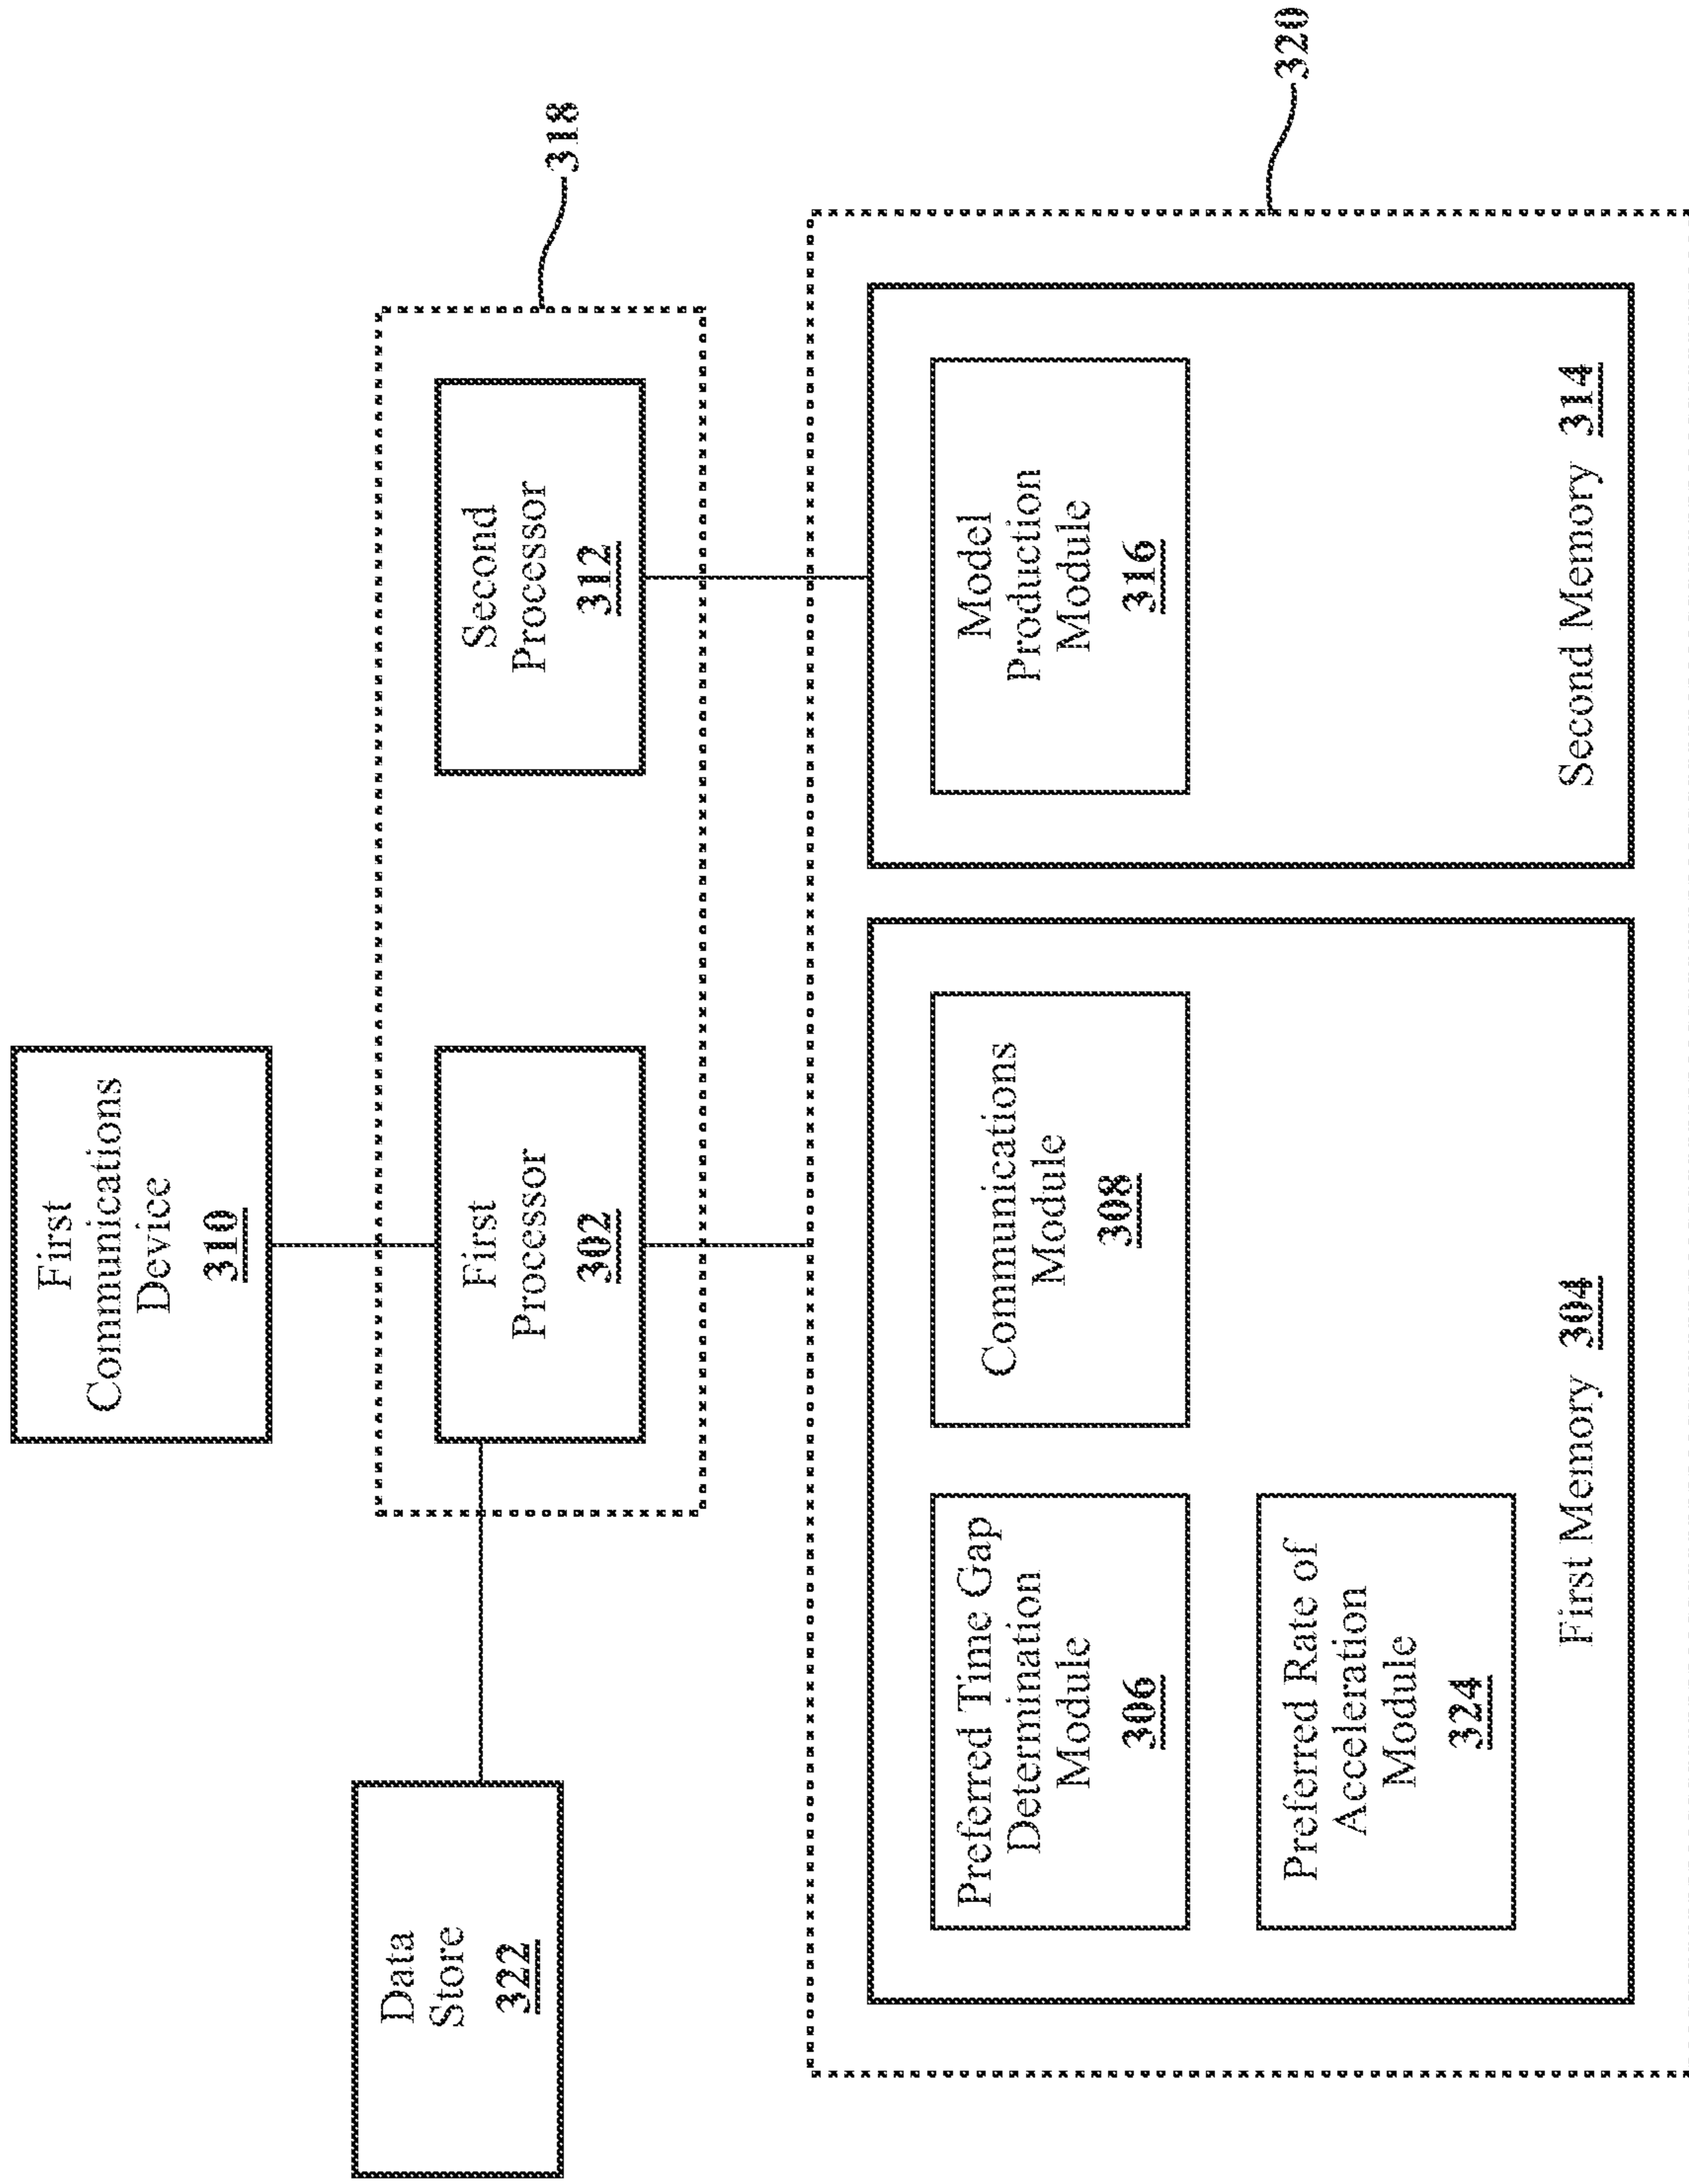 First
Communications
Device
310
Data
Store
322
First
Processor
302
Second
Processor
312
318
Preferred Time Gap
Determination
Module
306
Communications
Module
308
Preferred Rate of
Acceleration
Module
324
First Memory 304
Model
Production
Module
316
Second Memory 314
320